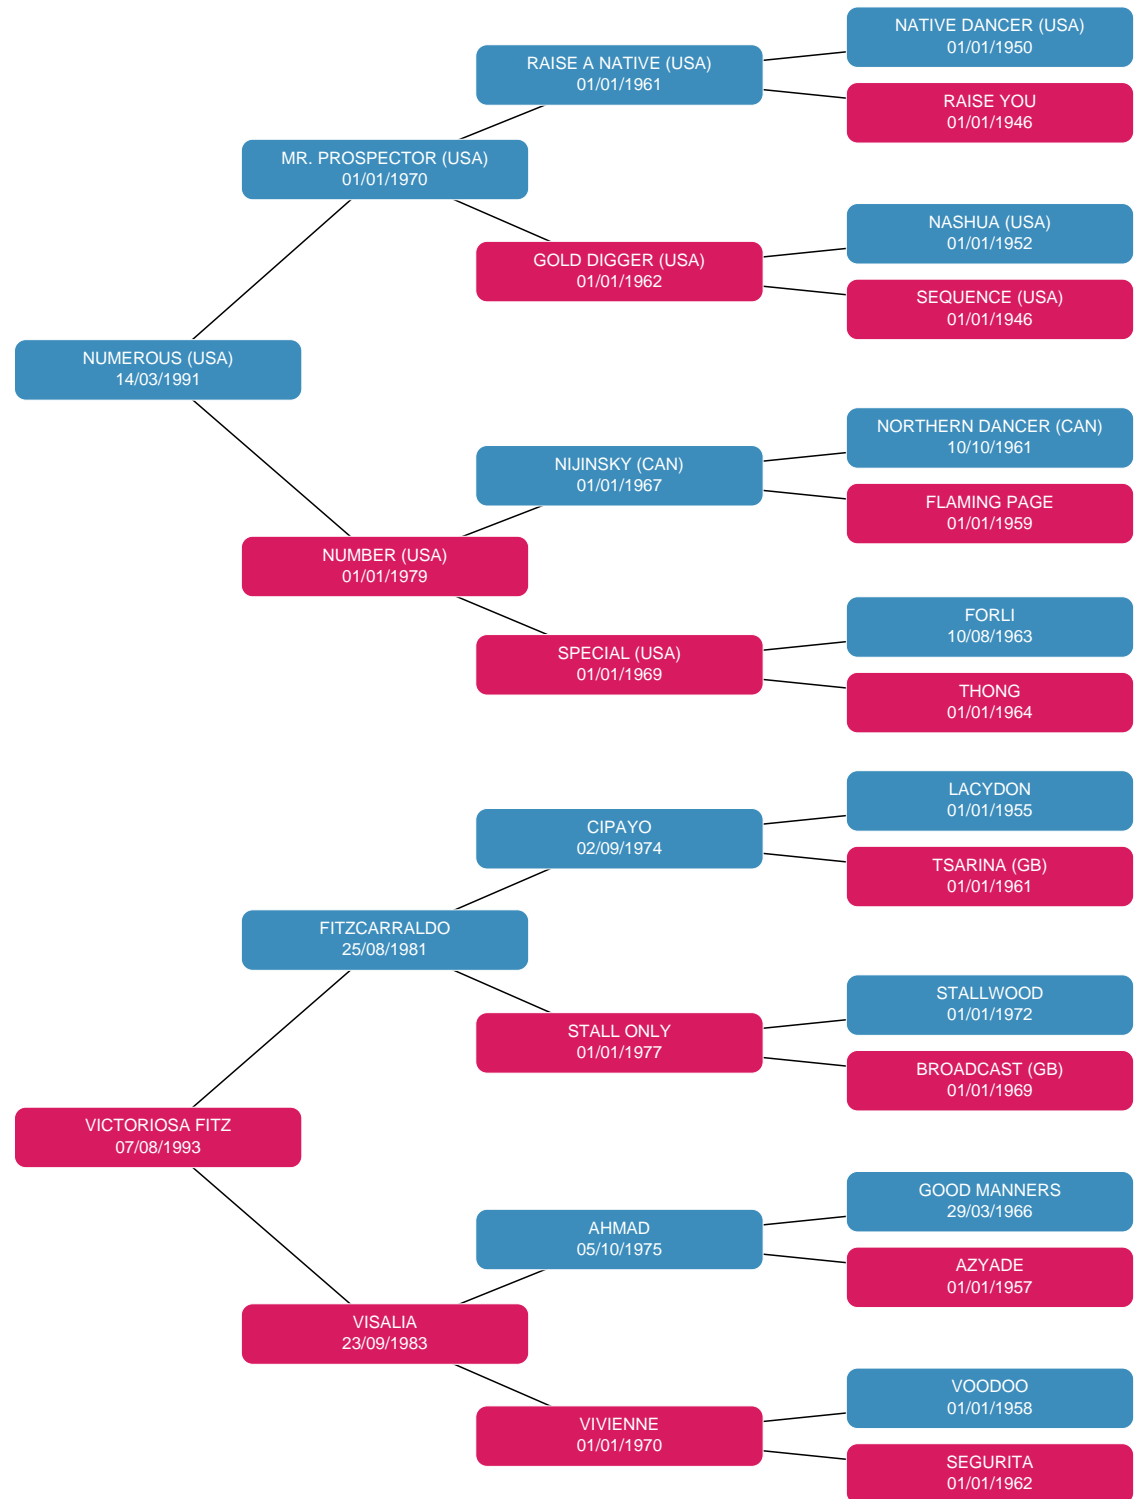 NATIVE DANCER (USA)
01/01/1950
RAISE A NATIVE (USA)
01/01/1961
RAISE YOU
01/01/1946
MR. PROSPECTOR (USA)
01/01/1970
NASHUA (USA)
01/01/1952
GOLD DIGGER (USA)
01/01/1962
SEQUENCE (USA)
01/01/1946
NUMEROUS (USA)
14/03/1991
NORTHERN DANCER (CAN)
10/10/1961
NIJINSKY (CAN)
01/01/1967
FLAMING PAGE
01/01/1959
NUMBER (USA)
01/01/1979
FORLI
10/08/1963
SPECIAL (USA)
01/01/1969
THONG
01/01/1964
LACYDON
01/01/1955
CIPAYO
02/09/1974
TSARINA (GB)
01/01/1961
FITZCARRALDO
25/08/1981
STALLWOOD
01/01/1972
STALL ONLY
01/01/1977
BROADCAST (GB)
01/01/1969
VICTORIOSA FITZ
07/08/1993
GOOD MANNERS
29/03/1966
AHMAD
05/10/1975
AZYADE
01/01/1957
VISALIA
23/09/1983
VOODOO
01/01/1958
VIVIENNE
01/01/1970
SEGURITA
01/01/1962